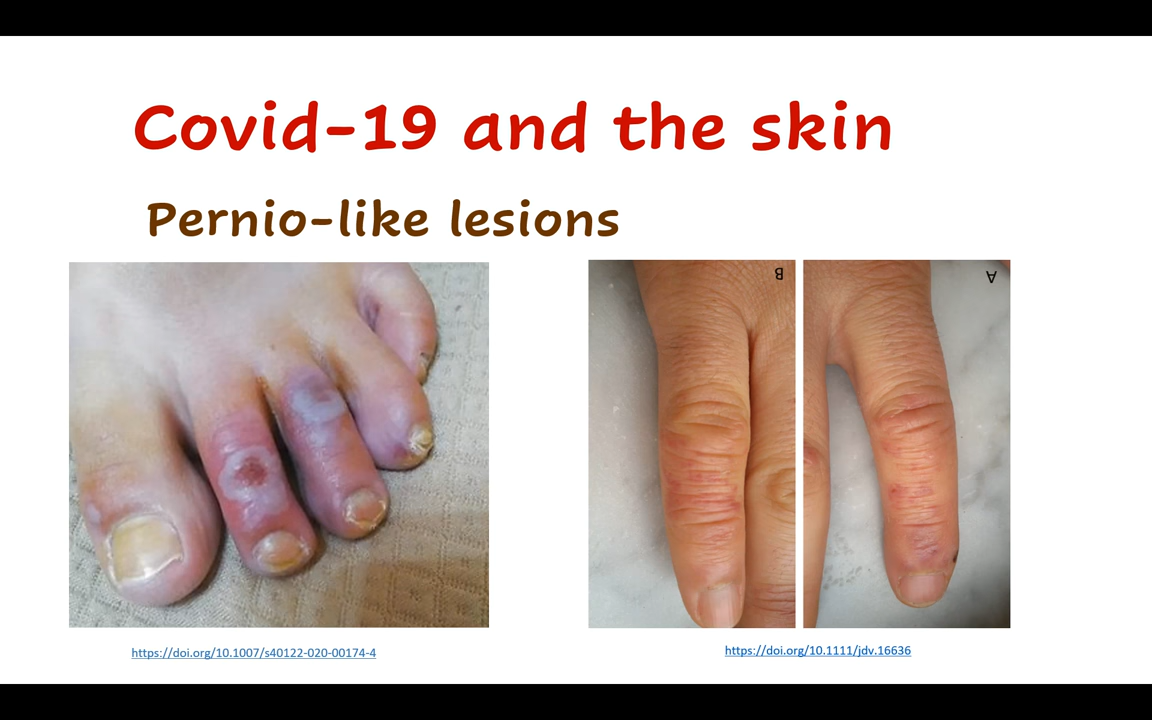 Covid-19 and the skin
Pernio-like lesions
B
A
https://doi.org/10.1007/s40122-020-00174-4
https://doi.org/10.1111/jdv.16636